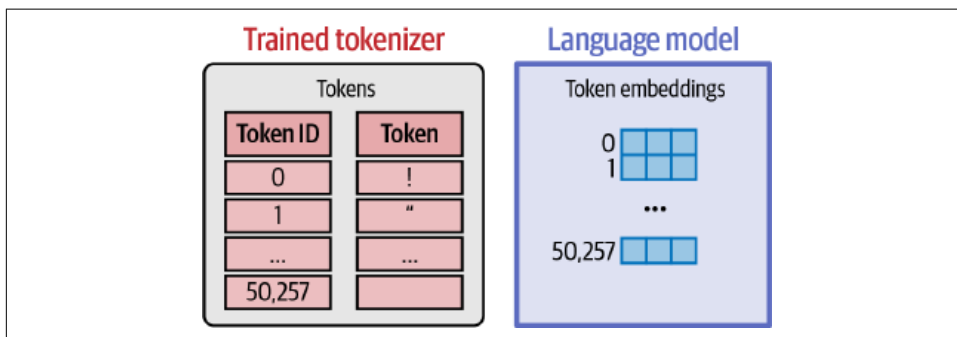 Trained tokenizer
Tokens
Token ID Token
0 !
1 “
... ...
50,257
Language model
Token embeddings
0
1
...
50,257